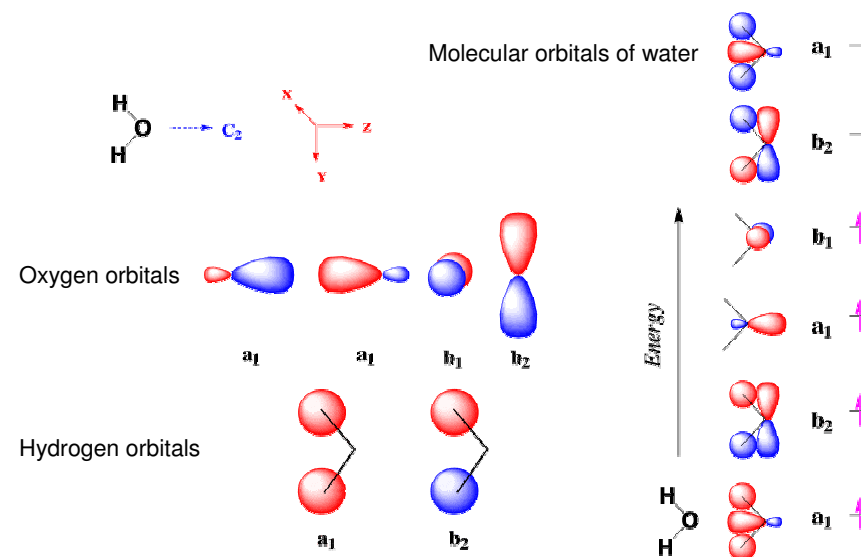 Molecular orbitals of water
a1
H
O
H
C2
X
Z
Y
b2
b1
Oxygen orbitals
a1 a1 b1 b2
a1
Energy
b2
Hydrogen orbitals
a1 b2
H
O
H
a1